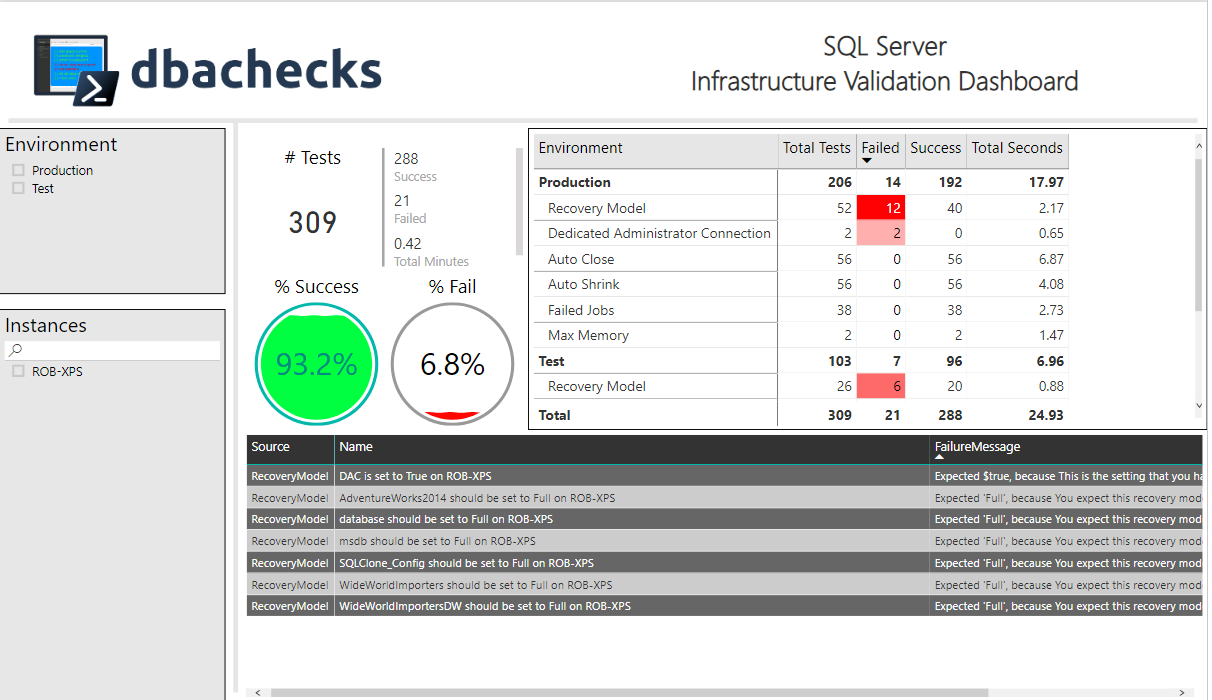 dbachecks
SQL Server
Infrastructure Validation Dashboard
Environment
Production
Test
Instances
ROB-XPS
# Tests
309
288
Success
21
Failed
0.42
Total Minutes
% Success
93.2%
% Fail
6.8%
Environment Total Tests Failed Success Total Seconds
Production 206 14 192 17.97
Recovery Model 52 12 40 2.17
Dedicated Administrator Connection 2 2 0 0.65
Auto Close 56 0 56 6.87
Auto Shrink 56 0 56 4.08
Failed Jobs 38 0 38 2.73
Max Memory 2 0 2 1.47
Test 103 7 96 6.96
Recovery Model 26 6 20 0.88
Total 309 21 288 24.93
Source Name FailureMessage
RecoveryModel DAC is set to True on ROB-XPS Expected $true, because This is the setting that you ha
RecoveryModel AdventureWorks2014 should be set to Full on ROB-XPS Expected 'Full', because You expect this recovery mod
RecoveryModel database should be set to Full on ROB-XPS Expected 'Full', because You expect this recovery mod
RecoveryModel msdb should be set to Full on ROB-XPS Expected 'Full', because You expect this recovery mod
RecoveryModel SQLClone_Config should be set to Full on ROB-XPS Expected 'Full', because You expect this recovery mod
RecoveryModel WideWorldImporters should be set to Full on ROB-XPS Expected 'Full', because You expect this recovery mod
RecoveryModel WideWorldImportersDW should be set to Full on ROB-XPS Expected 'Full', because You expect this recovery mod